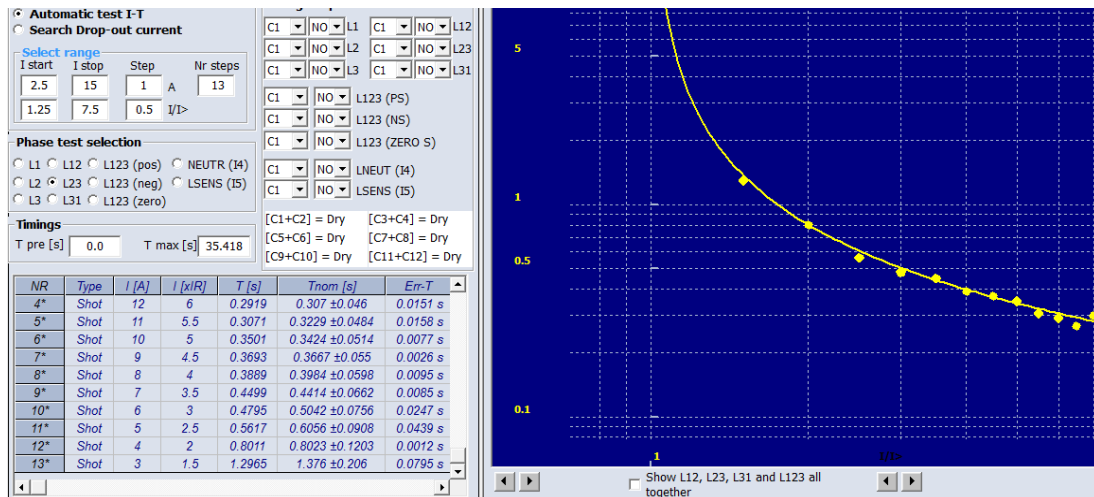 Automatic test I-T
Search Drop-out current
Select range
I start I stop Step Nr steps
2.5 15 1 A 13
1.25 7.5 0.5 I/I>
Phase test selection
L1 L12 L123 (pos) NEUTR (I4)
L2 L23 L123 (neg) LSENS (I5)
L3 L31 L123 (zero)
Timings
T pre [s] 0.0 T max [s] 35.418
C1 NO L1 C1 NO L12
C1 NO L2 C1 NO L23
C1 NO L3 C1 NO L31
C1 NO L123 (PS)
C1 NO L123 (NS)
C1 NO L123 (ZERO S)
C1 NO LNEUT (I4)
C1 NO LSENS (I5)
[C1+C2] = Dry [C3+C4] = Dry
[C5+C6] = Dry [C7+C8] = Dry
[C9+C10] = Dry [C11+C12] = Dry
NR Type I [A] I [xIR] T [s] Tnom [s] Err-T
4* Shot 12 6 0.2919 0.307 ±0.046 0.0151 s
5* Shot 11 5.5 0.3071 0.3229 ±0.0484 0.0158 s
6* Shot 10 5 0.3501 0.3424 ±0.0514 0.0077 s
7* Shot 9 4.5 0.3693 0.3667 ±0.055 0.0026 s
8* Shot 8 4 0.3889 0.3984 ±0.0598 0.0095 s
9* Shot 7 3.5 0.4499 0.4414 ±0.0662 0.0085 s
10* Shot 6 3 0.4795 0.5042 ±0.0756 0.0247 s
11* Shot 5 2.5 0.5617 0.6056 ±0.0908 0.0439 s
12* Shot 4 2 0.8011 0.8023 ±0.1203 0.0012 s
13* Shot 3 1.5 1.2965 1.376 ±0.206 0.0795 s
5
1
0.5
0.1
1 I/I>
Show L12, L23, L31 and L123 all
together